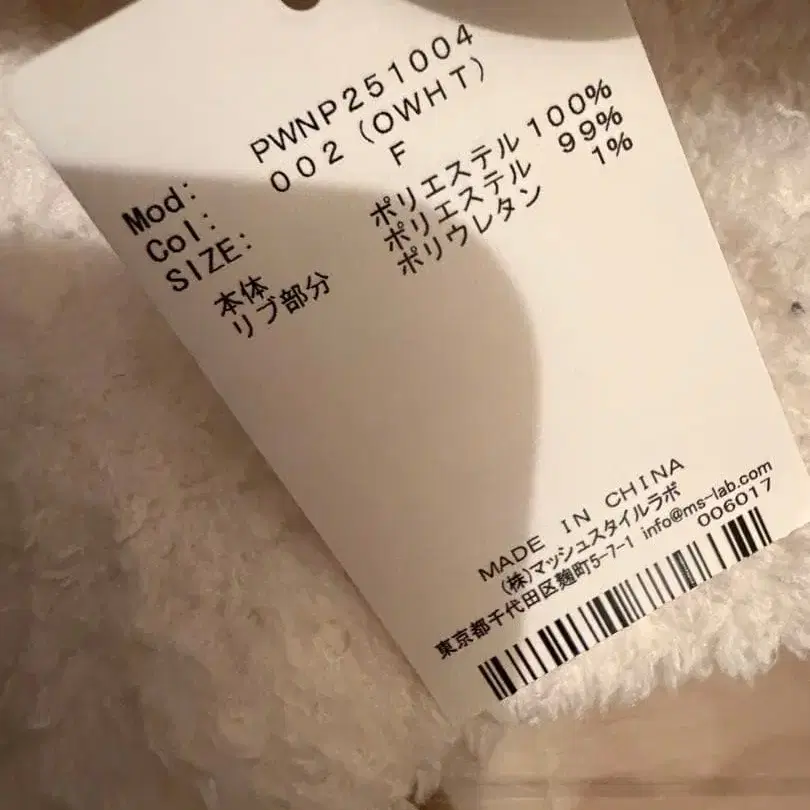 Mod: PWNP251004
Col: 002 (OWHT)
SIZE: F
本体 ポリエステル 100%
リブ部分 ポリエステル 99%
ポリウレタン 1%
MADE IN CHINA
(株)マッシュスタイルラボ
東京都千代田区麹町5-7-1 info@ms-lab.com
006017